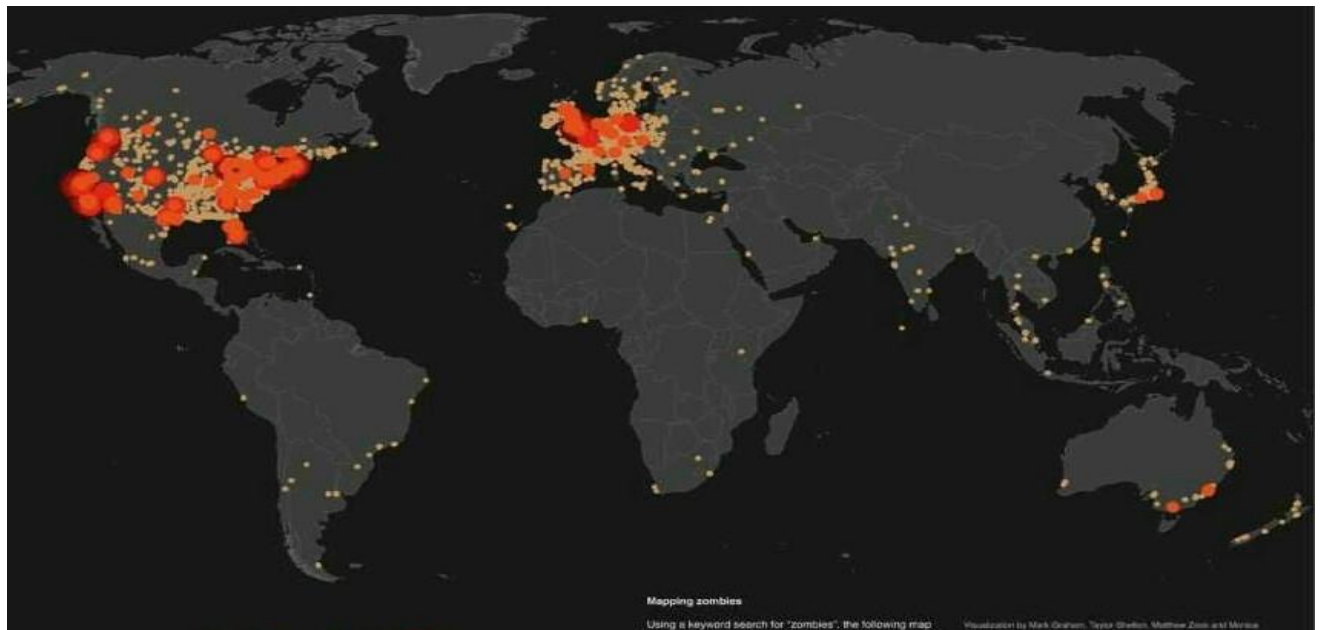 Mapping zombies
Using a keyword search for "zombies", the following map
Visualization by Mark Graham, Taylor Shelton, Matthew Zook and Monica